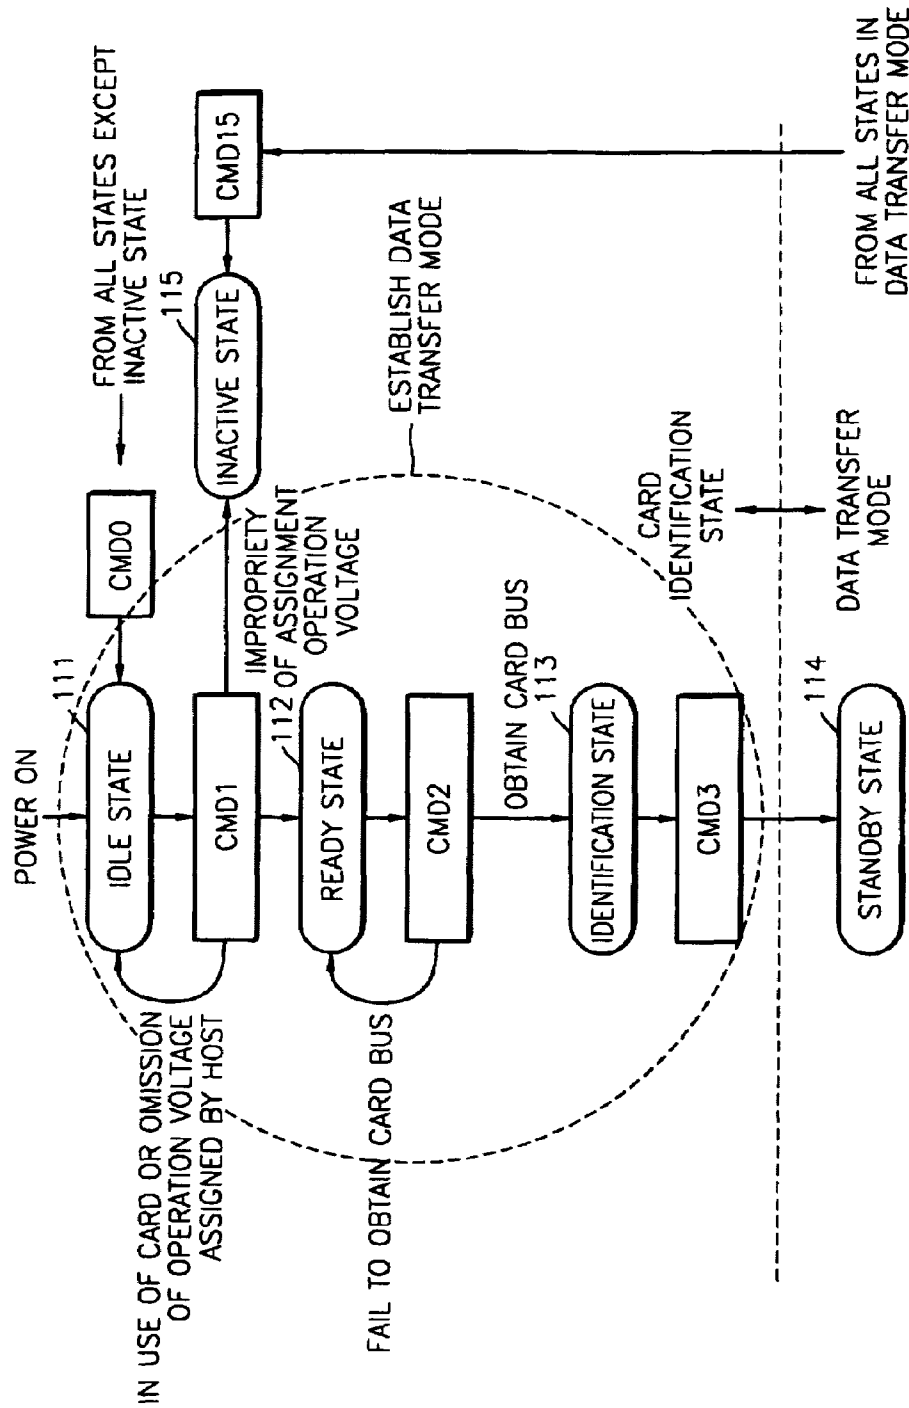 POWER ON
111
IDLE STATE
CMD0
FROM ALL STATES EXCEPT
INACTIVE STATE
IN USE OF CARD OR OMISSION
OF OPERATION VOLTAGE
ASSIGNED BY HOST
CMD1
IMPROPRIETY
OF ASSIGNMENT
OPERATION
VOLTAGE
115
INACTIVE STATE
CMD15
112
READY STATE
CMD2
FAIL TO OBTAIN CARD BUS
OBTAIN CARD BUS
ESTABLISH DATA
TRANSFER MODE
113
IDENTIFICATION STATE
CMD3
CARD
IDENTIFICATION
STATE
DATA TRANSFER
MODE
114
STANDBY STATE
FROM ALL STATES IN
DATA TRANSFER MODE